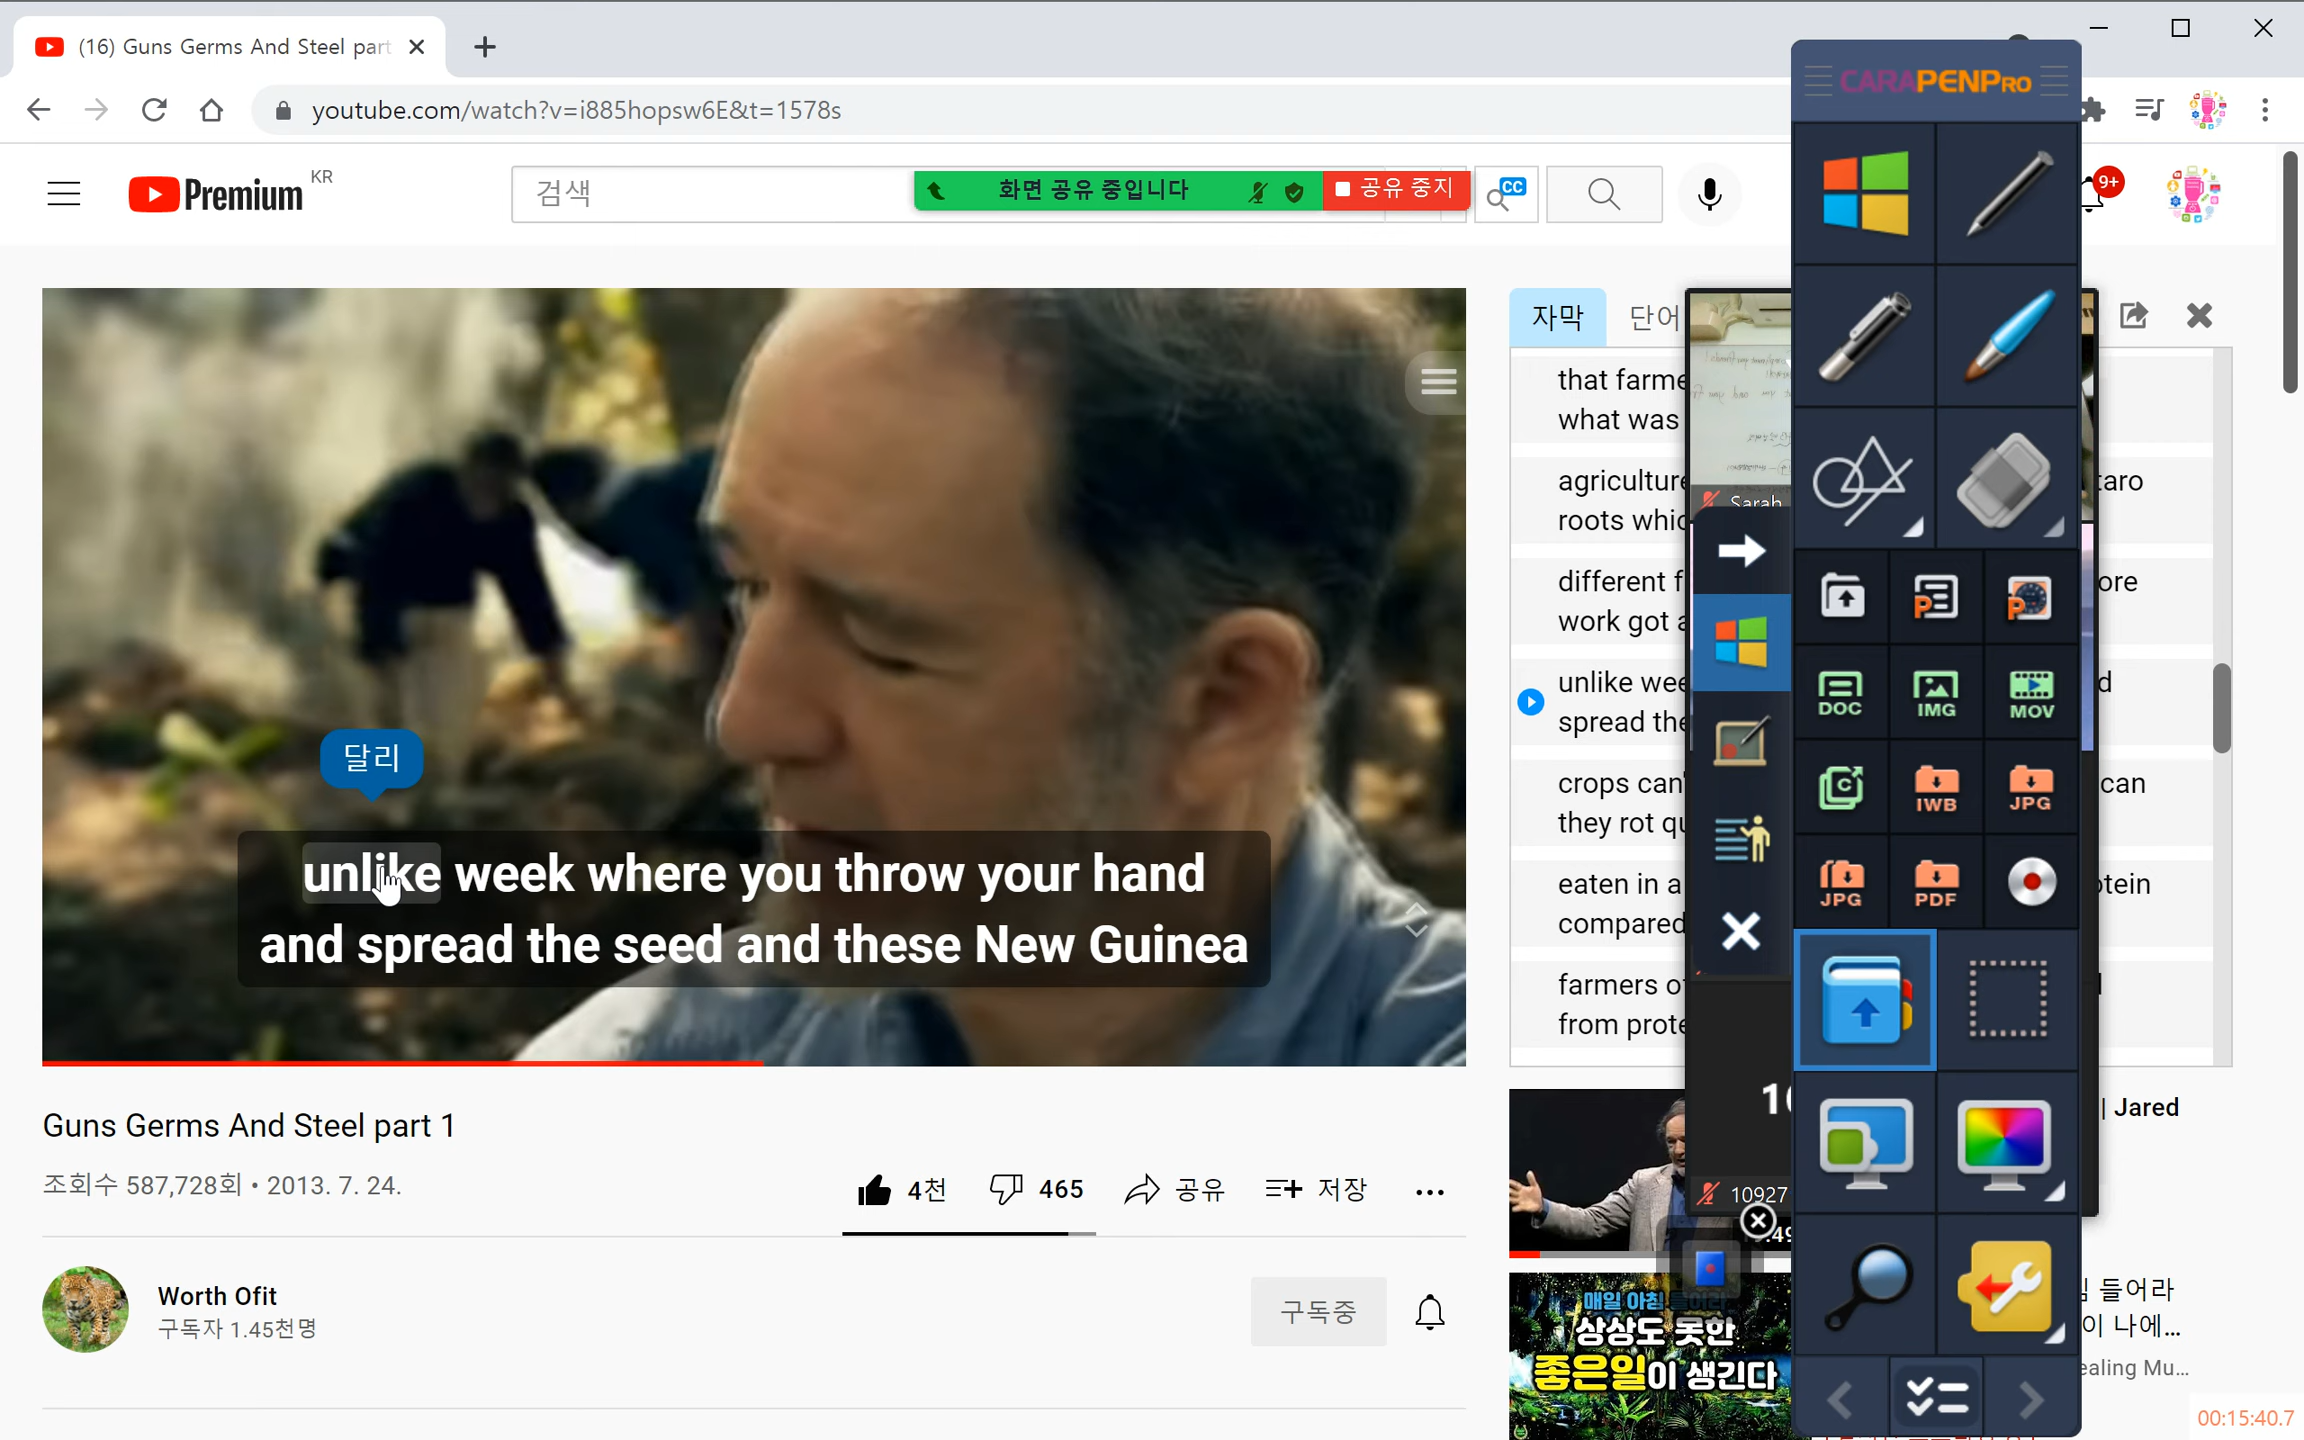 (16) Guns Germs And Steel part
youtube.com/watch?v=i885hopsw6E&t=1578s
CARAPENPRO
Premium KR
검색
화면 공유 중입니다
공유 중지
CC
9+
자막
단어
that farme
what was
agriculture
taro
roots whic
different f
ore
work got a
unlike wee
d
spread the
crops can'
can
they rot qu
eaten in a
otein
compared
farmers o
from prote
Sarah
달리
unlike week where you throw your hand
and spread the seed and these New Guinea
DOC
IMG
MOV
IWB
JPG
JPG
PDF
Guns Germs And Steel part 1
조회수 587,728회 • 2013. 7. 24.
4천
465
공유
저장
Worth Ofit
구독자 1.45천명
구독중
| Jared
10927
매일 아침 들어라
상상도 못한
좋은일이 생긴다
들어라
이 나에...
ealing Mu...
00:15:40.7